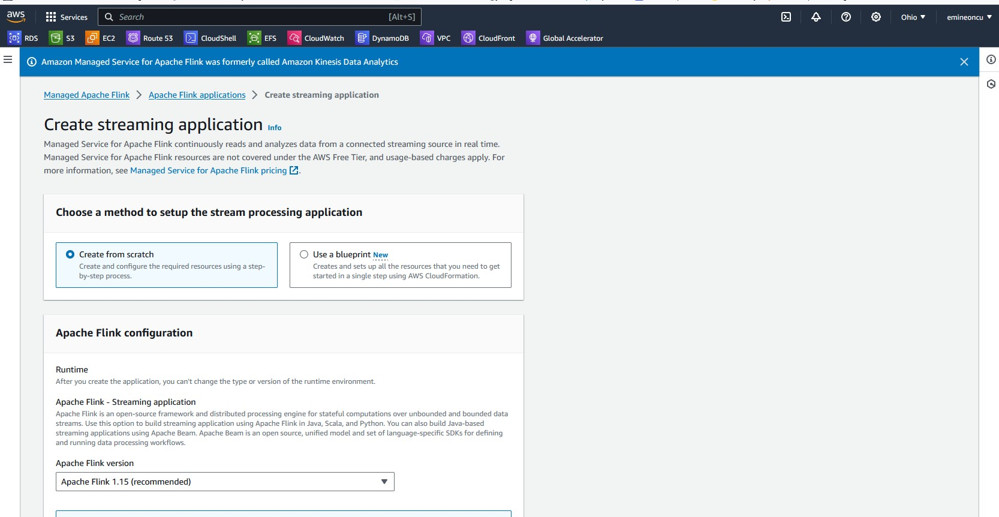 aws
Services
Search
[Alt+S]
Ohio
emineoncu
RDS
S3
EC2
Route 53
CloudShell
EFS
CloudWatch
DynamoDB
VPC
CloudFront
Global Accelerator
Amazon Managed Service for Apache Flink was formerly called Amazon Kinesis Data Analytics
Managed Apache Flink
Apache Flink applications
Create streaming application
Create streaming application Info
Managed Service for Apache Flink continuously reads and analyzes data from a connected streaming source in real time.
Managed Service for Apache Flink resources are not covered under the AWS Free Tier, and usage-based charges apply. For
more information, see Managed Service for Apache Flink pricing .
Choose a method to setup the stream processing application
Create from scratch
Create and configure the required resources using a step-
by-step process.
Use a blueprint New
Creates and sets up all the resources that you need to get
started in a single step using AWS CloudFormation.
Apache Flink configuration
Runtime
After you create the application, you can't change the type or version of the runtime environment.
Apache Flink - Streaming application
Apache Flink is an open-source framework and distributed processing engine for stateful computations over unbounded and bounded data
streams. Use this option to build streaming application using Apache Flink in Java, Scala, and Python. You can also build Java-based
streaming applications using Apache Beam. Apache Beam is an open source, unified model and set of language-specific SDKs for defining
and running data processing workflows.
Apache Flink version
Apache Flink 1.15 (recommended)